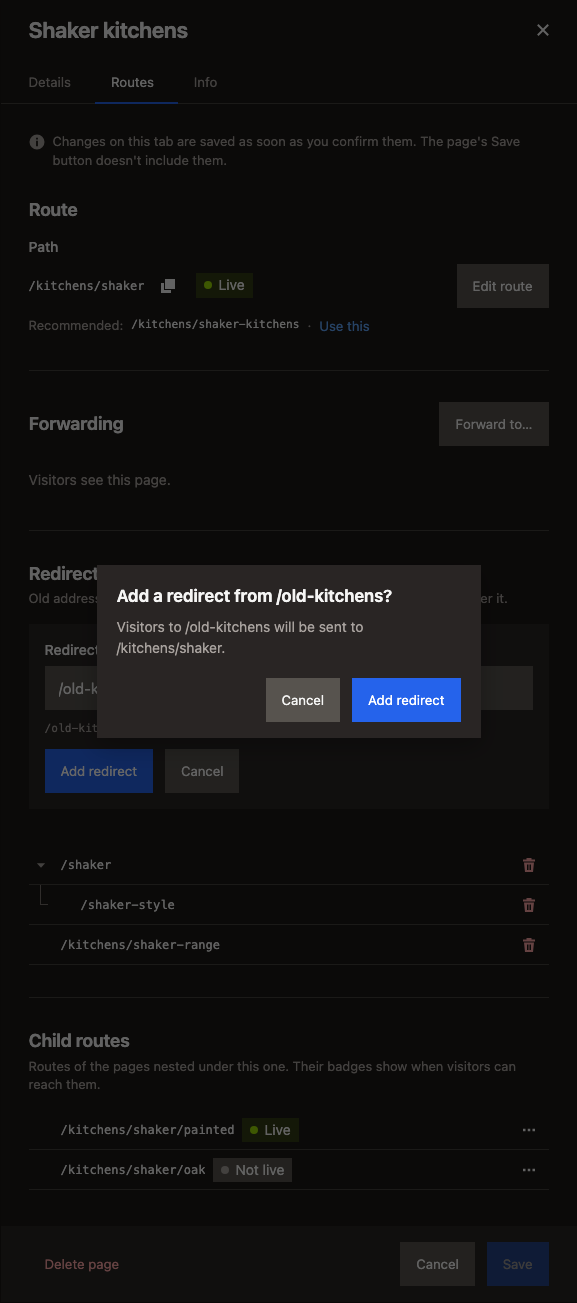 Shaker kitchens
Details Routes Info
Changes on this tab are saved as soon as you confirm them. The page's Save
button doesn't include them.
Route
Path
/kitchens/shaker Live Edit route
Recommended: /kitchens/shaker-kitchens · Use this
Forwarding Forward to...
Visitors see this page.
Redirect
Old address er it.
Add a redirect from /old-kitchens?
Visitors to /old-kitchens will be sent to
/kitchens/shaker.
Cancel Add redirect
Redirect
/old-k
/old-kit
Add redirect Cancel
/shaker
/shaker-style
/kitchens/shaker-range
Child routes
Routes of the pages nested under this one. Their badges show when visitors can
reach them.
/kitchens/shaker/painted Live ...
/kitchens/shaker/oak Not live ...
Delete page Cancel Save